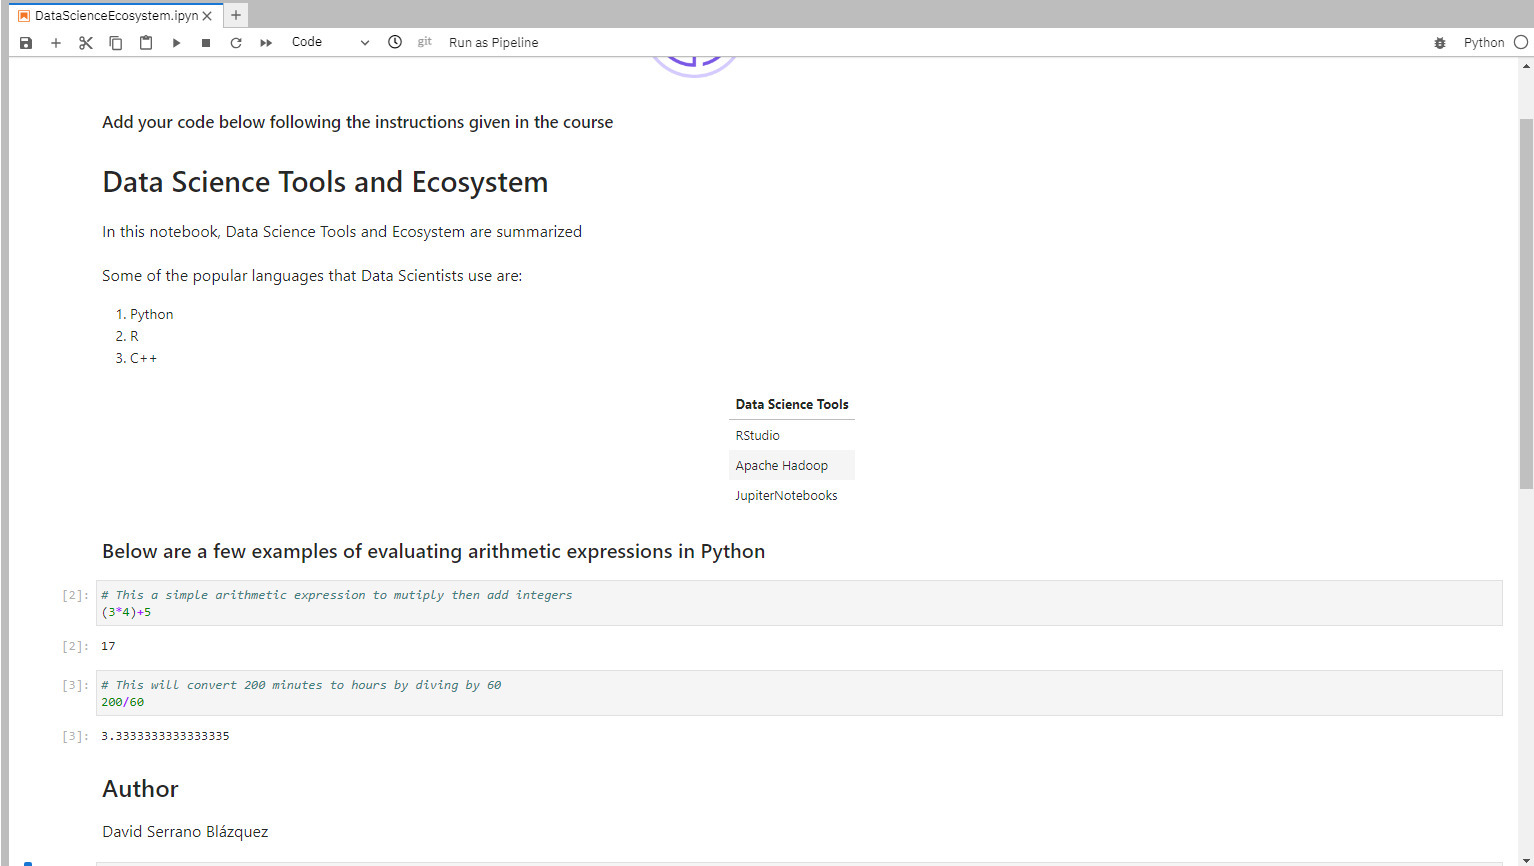 DataScienceEcosystem.ipyn
Code git Run as Pipeline Python
Add your code below following the instructions given in the course
Data Science Tools and Ecosystem
In this notebook, Data Science Tools and Ecosystem are summarized
Some of the popular languages that Data Scientists use are:
1. Python
2. R
3. C++
Data Science Tools
RStudio
Apache Hadoop
JupiterNotebooks
Below are a few examples of evaluating arithmetic expressions in Python
[2]: # This a simple arithmetic expression to mutiply then add integers
(3*4)+5
[2]: 17
[3]: # This will convert 200 minutes to hours by diving by 60
200/60
[3]: 3.3333333333333335
Author
David Serrano Blázquez